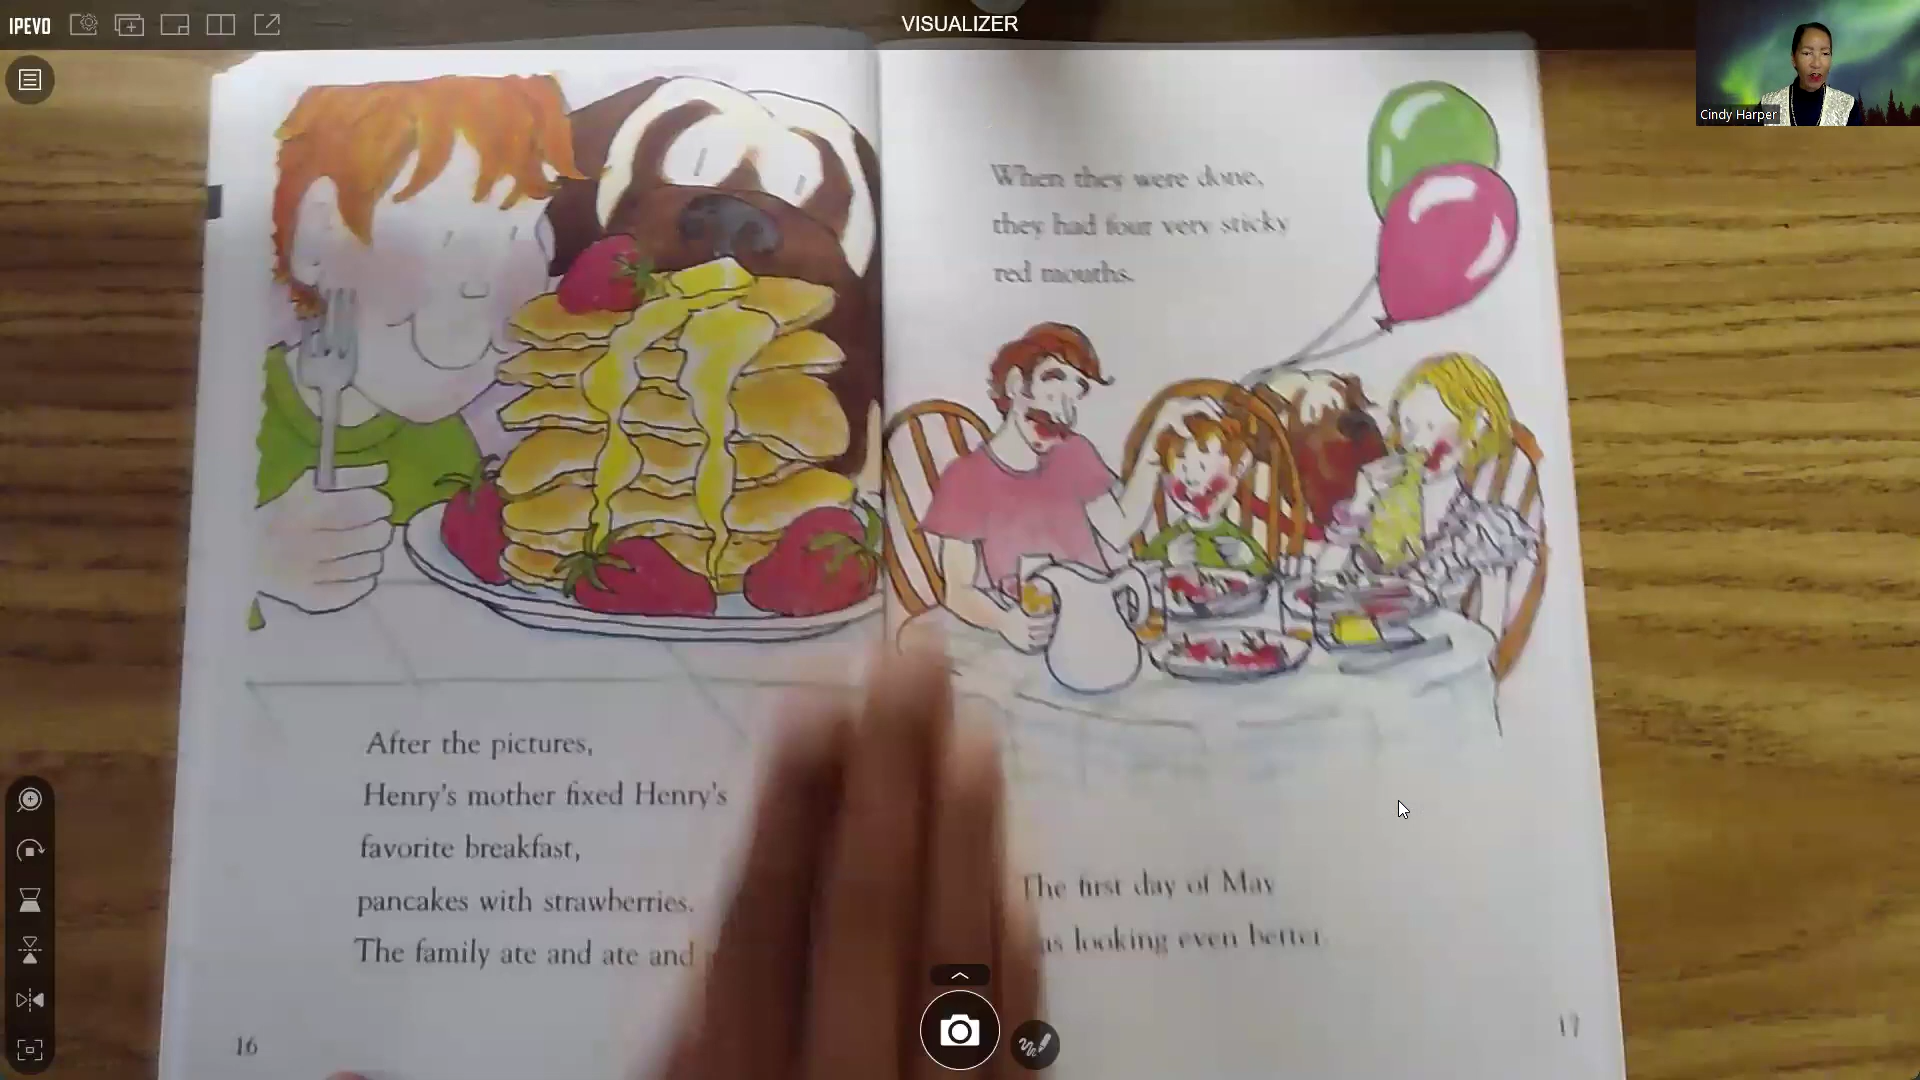 IPEVO
VISUALIZER
Cindy Harper
After the pictures,
Henry's mother fixed Henry's
favorite breakfast,
pancakes with strawberries.
The family ate and ate and
16
When they were done,
they had four very sticky
red mouths.
The first day of May
looking even better.
17